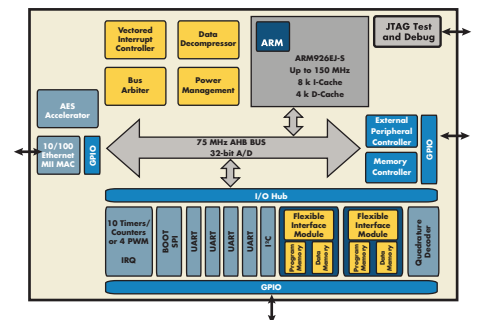 Vectored
Interrupt
Controller
Data
Decompressor
Bus
Arbiter
Power
Management
ARM
ARM926EJ-S
Up to 150 MHz
8 k I-Cache
4 k D-Cache
JTAG Test
and Debug
AES
Accelerator
10/100
Ethernet
MII MAC
GPIO
75 MHz AHB BUS
32-bit A/D
External
Peripheral
Controller
Memory
Controller
GPIO
I/O Hub
10 Timers/
Counters
or 4 PWM
IRQ
BOOT
SPI
UART
UART
UART
UART
I²C
Flexible
Interface
Module
Program
Memory
Data
Memory
Flexible
Interface
Module
Program
Memory
Data
Memory
Quadrature
Decoder
GPIO